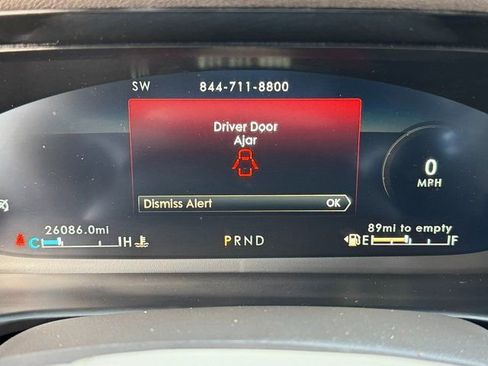 SW 844-711-8800
Driver Door
Ajar
0
MPH
Dismiss Alert OK
26086.0mi
C H
PRND
89mi to empty
E F